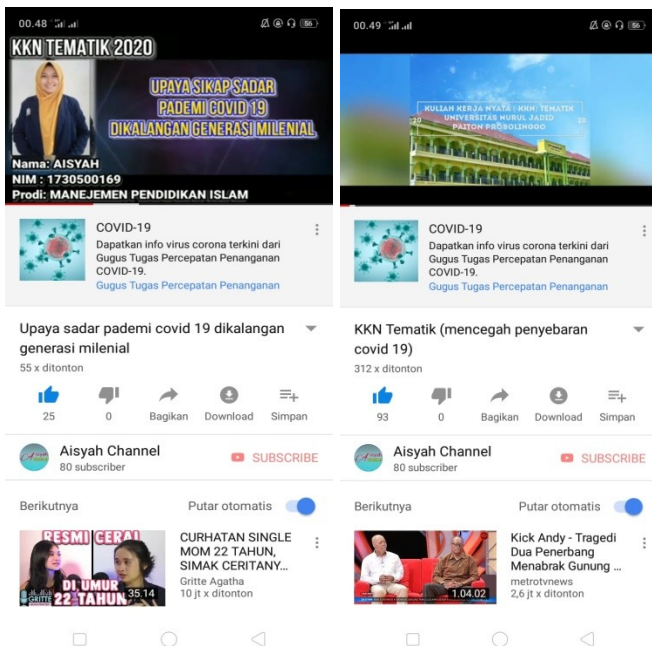 00.48
56
KKN TEMATIK 2020
UPAYA SIKAP SADAR
PADEMI COVID 19
DIKALANGAN GENERASI MILENIAL
Nama: AISYAH
NIM : 1730500169
Prodi: MANEJEMEN PENDIDIKAN ISLAM
COVID-19
Dapatkan info virus corona terkini dari
Gugus Tugas Percepatan Penanganan
COVID-19.
Gugus Tugas Percepatan Penanganan
Upaya sadar pademi covid 19 dikalangan
generasi milenial
55 x ditonton
25
0
Bagikan
Download
Simpan
Aisyah Channel
80 subscriber
SUBSCRIBE
Berikutnya
Putar otomatis
RESMI CERAI
DI UMUR
22 TAHUN
GRITTE
35.14
CURHATAN SINGLE
MOM 22 TAHUN,
SIMAK CERITANY...
Gritte Agatha
10 jt x ditonton
00.49
56
KULIAH KERJA NYATA ( KKN) TEMATIK
20 UNIVERSITAS NURUL JADID 20
PAITON PROBOLINGGO
COVID-19
Dapatkan info virus corona terkini dari
Gugus Tugas Percepatan Penanganan
COVID-19.
Gugus Tugas Percepatan Penanganan
KKN Tematik (mencegah penyebaran
covid 19)
312 x ditonton
93
0
Bagikan
Download
Simpan
Aisyah Channel
80 subscriber
SUBSCRIBE
Berikutnya
Putar otomatis
1.04.02
Kick Andy - Tragedi
Dua Penerbang
Menabrak Gunung ...
metrotvnews
2,6 jt x ditonton